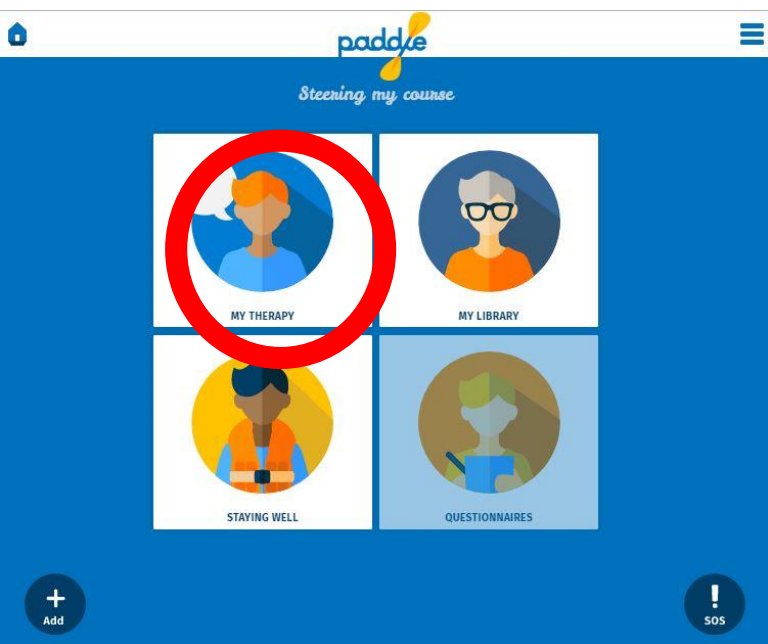 paddle
Steering my course
MY THERAPY
MY LIBRARY
STAYING WELL
QUESTIONNAIRES
+
Add
!
SOS